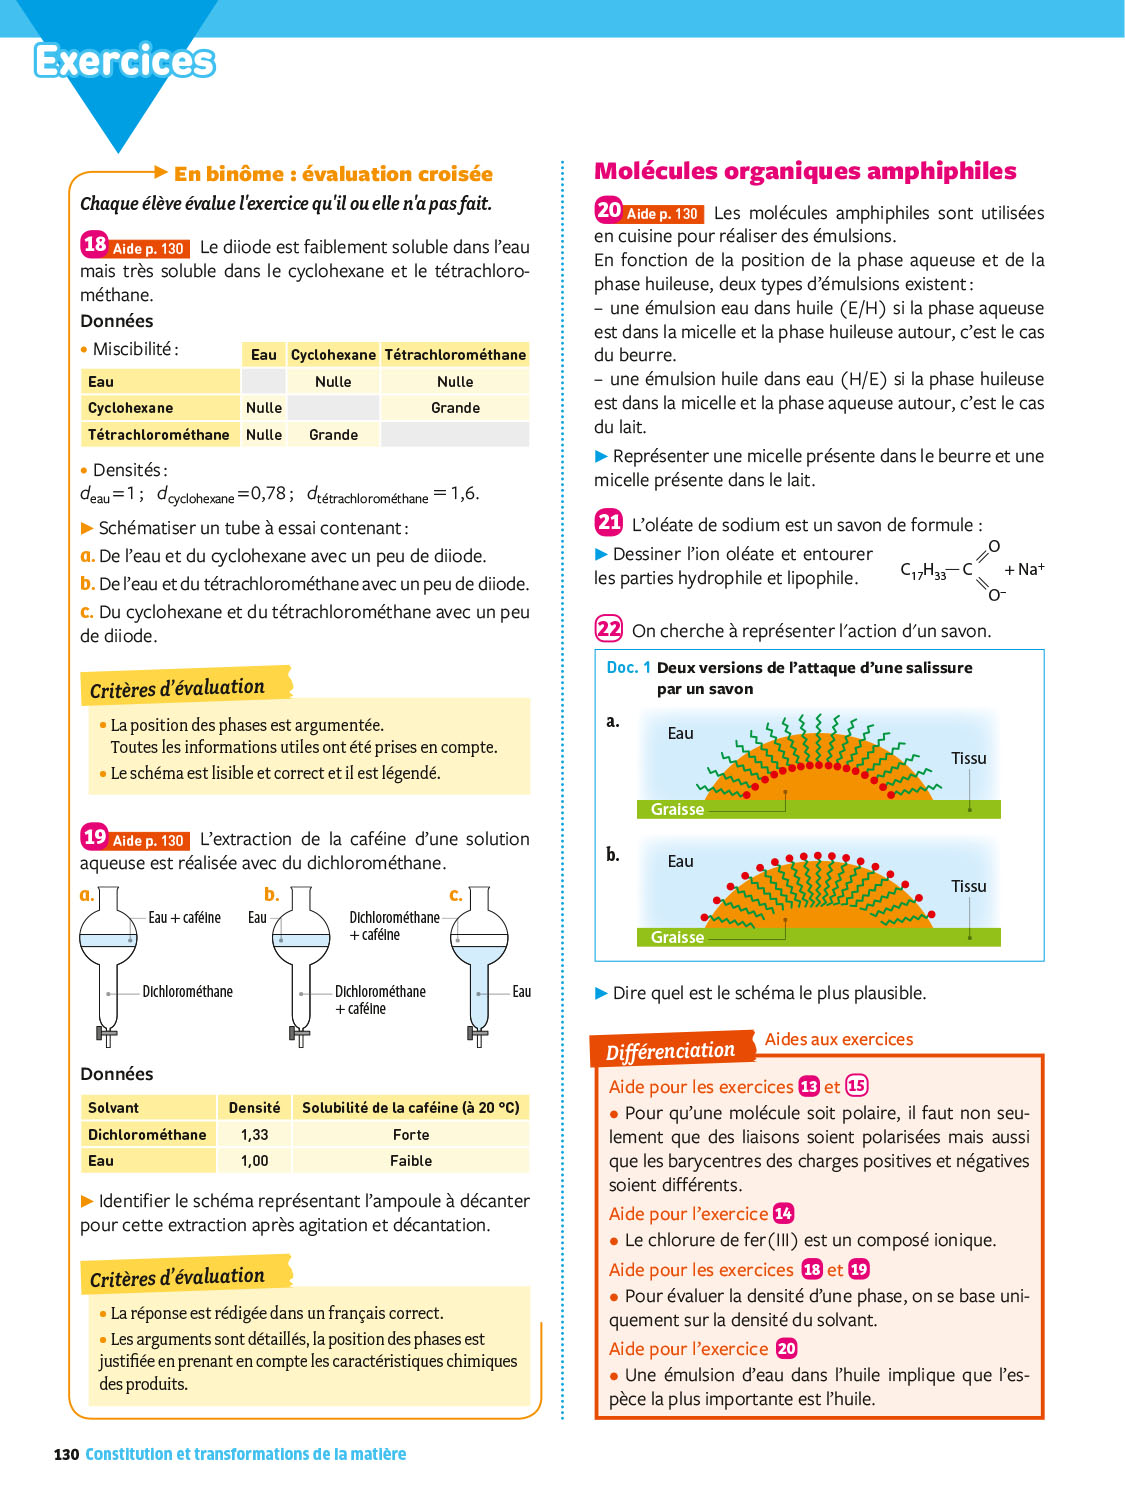 Exercices
En binôme : évaluation croisée
Chaque élève évalue l'exercice qu'il ou elle n'a pas fait.
18 Aide p. 130 Le diiode est faiblement soluble dans l'eau
mais très soluble dans le cyclohexane et le tétrachloro-
méthane.
Données
• Miscibilité :
Eau Cyclohexane Tétrachlorométhane
Eau Nulle Nulle
Cyclohexane Nulle Grande
Tétrachlorométhane Nulle Grande
• Densités :
deau = 1 ; dcyclohexane = 0,78 ; dtétrachlorométhane = 1,6.
▶ Schématiser un tube à essai contenant :
a. De l'eau et du cyclohexane avec un peu de diiode.
b. De l'eau et du tétrachlorométhane avec un peu de diiode.
c. Du cyclohexane et du tétrachlorométhane avec un peu
de diiode.
Critères d'évaluation
• La position des phases est argumentée.
Toutes les informations utiles ont été prises en compte.
• Le schéma est lisible et correct et il est légendé.
19 Aide p. 130 L'extraction de la caféine d'une solution
aqueuse est réalisée avec du dichlorométhane.
a. b. c.
Eau + caféine
Dichlorométhane
Eau
Dichlorométhane
+ caféine
Dichlorométhane
+ caféine
Eau
Données
Solvant Densité Solubilité de la caféine (à 20 °C)
Dichlorométhane 1,33 Forte
Eau 1,00 Faible
▶ Identifier le schéma représentant l'ampoule à décanter
pour cette extraction après agitation et décantation.
Critères d'évaluation
• La réponse est rédigée dans un français correct.
• Les arguments sont détaillés, la position des phases est
justifiée en prenant en compte les caractéristiques chimiques
des produits.
Molécules organiques amphiphiles
20 Aide p. 130 Les molécules amphiphiles sont utilisées
en cuisine pour réaliser des émulsions.
En fonction de la position de la phase aqueuse et de la
phase huileuse, deux types d'émulsions existent :
– une émulsion eau dans huile (E/H) si la phase aqueuse
est dans la micelle et la phase huileuse autour, c'est le cas
du beurre.
– une émulsion huile dans eau (H/E) si la phase huileuse
est dans la micelle et la phase aqueuse autour, c'est le cas
du lait.
▶ Représenter une micelle présente dans le beurre et une
micelle présente dans le lait.
21 L'oléate de sodium est un savon de formule :
▶ Dessiner l'ion oléate et entourer
les parties hydrophile et lipophile.
O
C17H33—C + Na+
O–
22 On cherche à représenter l'action d'un savon.
Doc. 1 Deux versions de l'attaque d'une salissure
par un savon
a.
Eau
Tissu
Graisse
b.
Eau
Tissu
Graisse
▶ Dire quel est le schéma le plus plausible.
Différenciation Aides aux exercices
Aide pour les exercices 13 et 15
• Pour qu'une molécule soit polaire, il faut non seu-
lement que des liaisons soient polarisées mais aussi
que les barycentres des charges positives et négatives
soient différents.
Aide pour l'exercice 14
• Le chlorure de fer(III) est un composé ionique.
Aide pour les exercices 18 et 19
• Pour évaluer la densité d'une phase, on se base uni-
quement sur la densité du solvant.
Aide pour l'exercice 20
• Une émulsion d'eau dans l'huile implique que l'es-
pèce la plus importante est l'huile.
130 Constitution et transformations de la matière